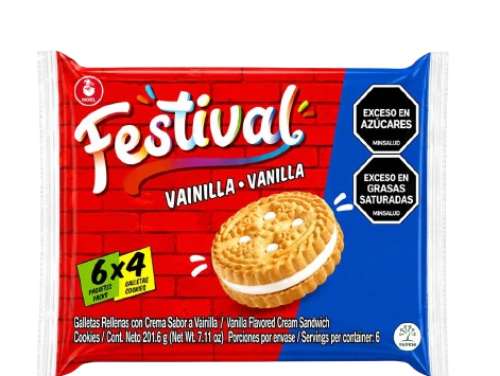 NOEL
Festival
VAINILLA • VANILLA
EXCESO EN
AZÚCARES
MINSALUD
EXCESO EN
GRASAS
SATURADAS
MINSALUD
6x4
PAQUETES GALLETAS
PACKS COOKIES
Galletas Rellenas con Crema Sabor a Vainilla / Vanilla Flavored Cream Sandwich
Cookies / Cont. Neto 201.6 g (Net Wt. 7.11 oz) Porciones por envase / Servings per container: 6